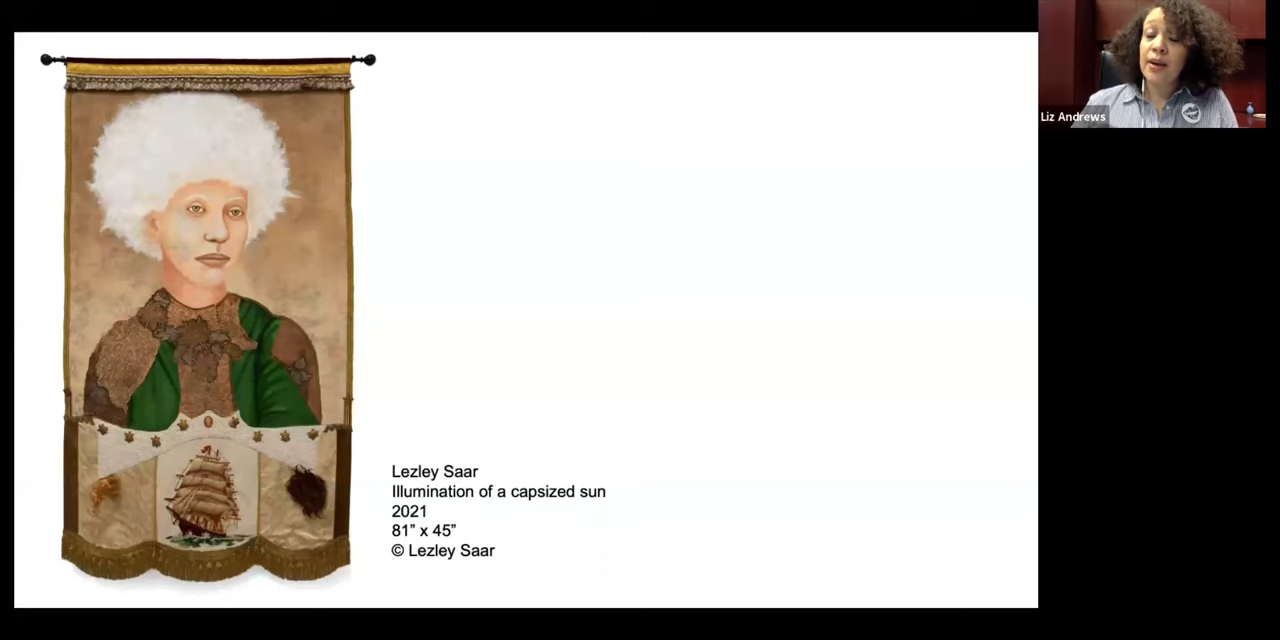 Liz Andrews
Lezley Saar
Illumination of a capsized sun
2021
81” x 45”
© Lezley Saar